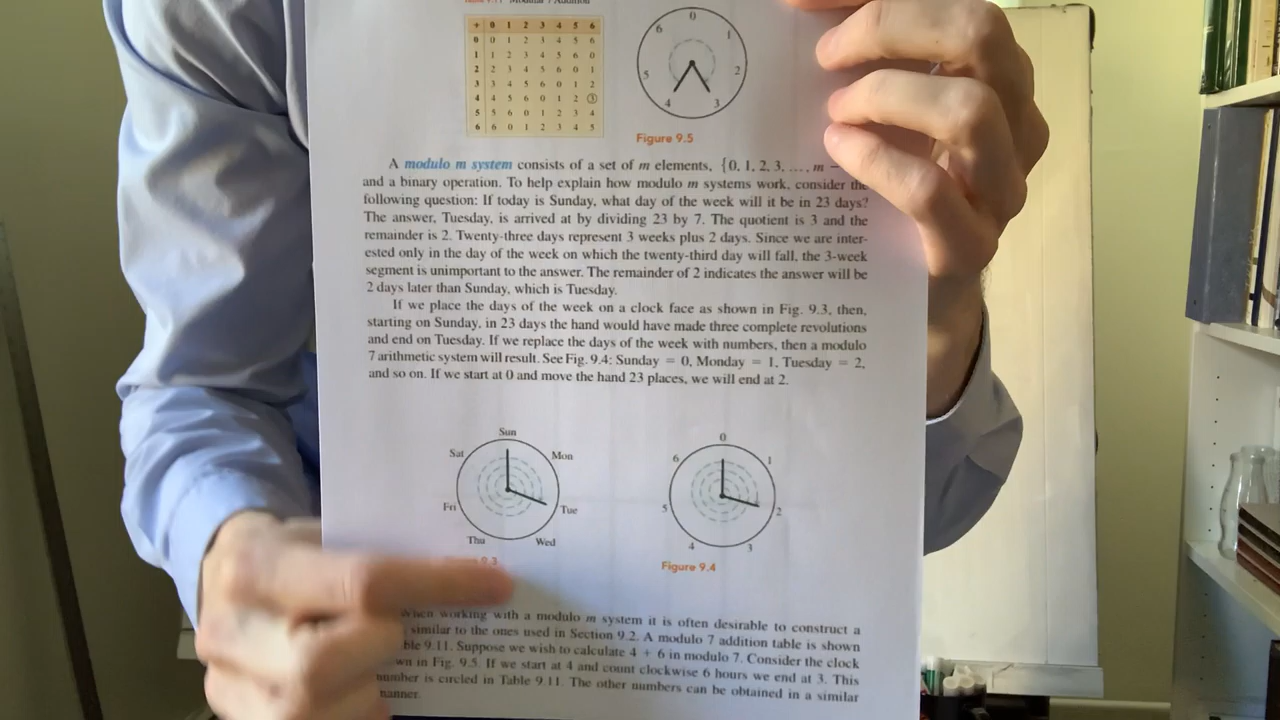 Modular 7 Addition
+ 0 1 2 3 4 5 6
0 0 1 2 3 4 5 6
1 1 2 3 4 5 6 0
2 2 3 4 5 6 0 1
3 3 4 5 6 0 1 2
4 4 5 6 0 1 2 3
5 5 6 0 1 2 3 4
6 6 0 1 2 3 4 5
0
6 1
5 2
4 3
Figure 9.5
A modulo m system consists of a set of m elements, {0, 1, 2, 3, ..., m −
and a binary operation. To help explain how modulo m systems work, consider the
following question: If today is Sunday, what day of the week will it be in 23 days?
The answer, Tuesday, is arrived at by dividing 23 by 7. The quotient is 3 and the
remainder is 2. Twenty-three days represent 3 weeks plus 2 days. Since we are inter-
ested only in the day of the week on which the twenty-third day will fall, the 3-week
segment is unimportant to the answer. The remainder of 2 indicates the answer will be
2 days later than Sunday, which is Tuesday.
If we place the days of the week on a clock face as shown in Fig. 9.3, then,
starting on Sunday, in 23 days the hand would have made three complete revolutions
and end on Tuesday. If we replace the days of the week with numbers, then a modulo
7 arithmetic system will result. See Fig. 9.4: Sunday = 0, Monday = 1, Tuesday = 2,
and so on. If we start at 0 and move the hand 23 places, we will end at 2.
Sun
Sat Mon
Fri Tue
Thu Wed
9.3
0
6 1
5 2
4 3
Figure 9.4
When working with a modulo m system it is often desirable to construct a
similar to the ones used in Section 9.2. A modulo 7 addition table is shown
ble 9.11. Suppose we wish to calculate 4 + 6 in modulo 7. Consider the clock
wn in Fig. 9.5. If we start at 4 and count clockwise 6 hours we end at 3. This
number is circled in Table 9.11. The other numbers can be obtained in a similar
manner.